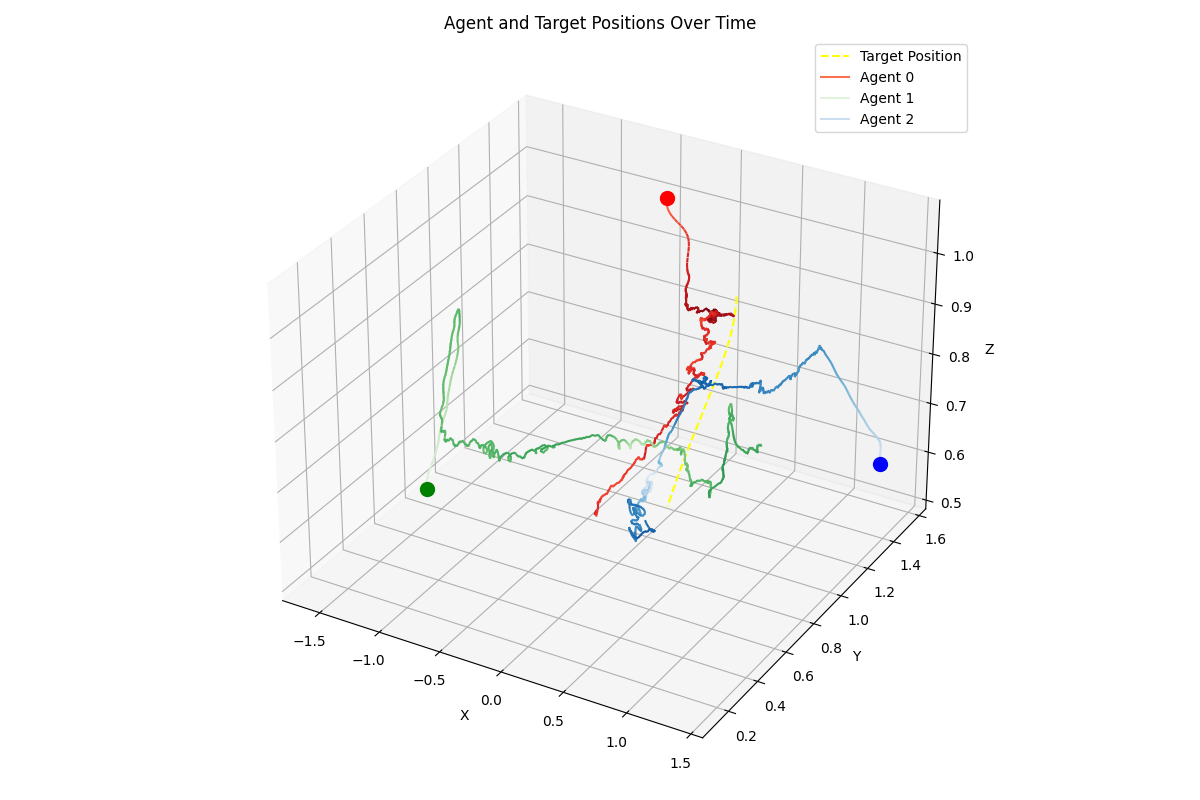 Agent and Target Positions Over Time
Target Position
Agent 0
Agent 1
Agent 2
1.0
0.9
0.8
0.7
0.6
0.5
Z
1.6
1.4
1.2
1.0
0.8
0.6
0.4
0.2
Y
−1.5
−1.0
−0.5
0.0
0.5
1.0
1.5
X